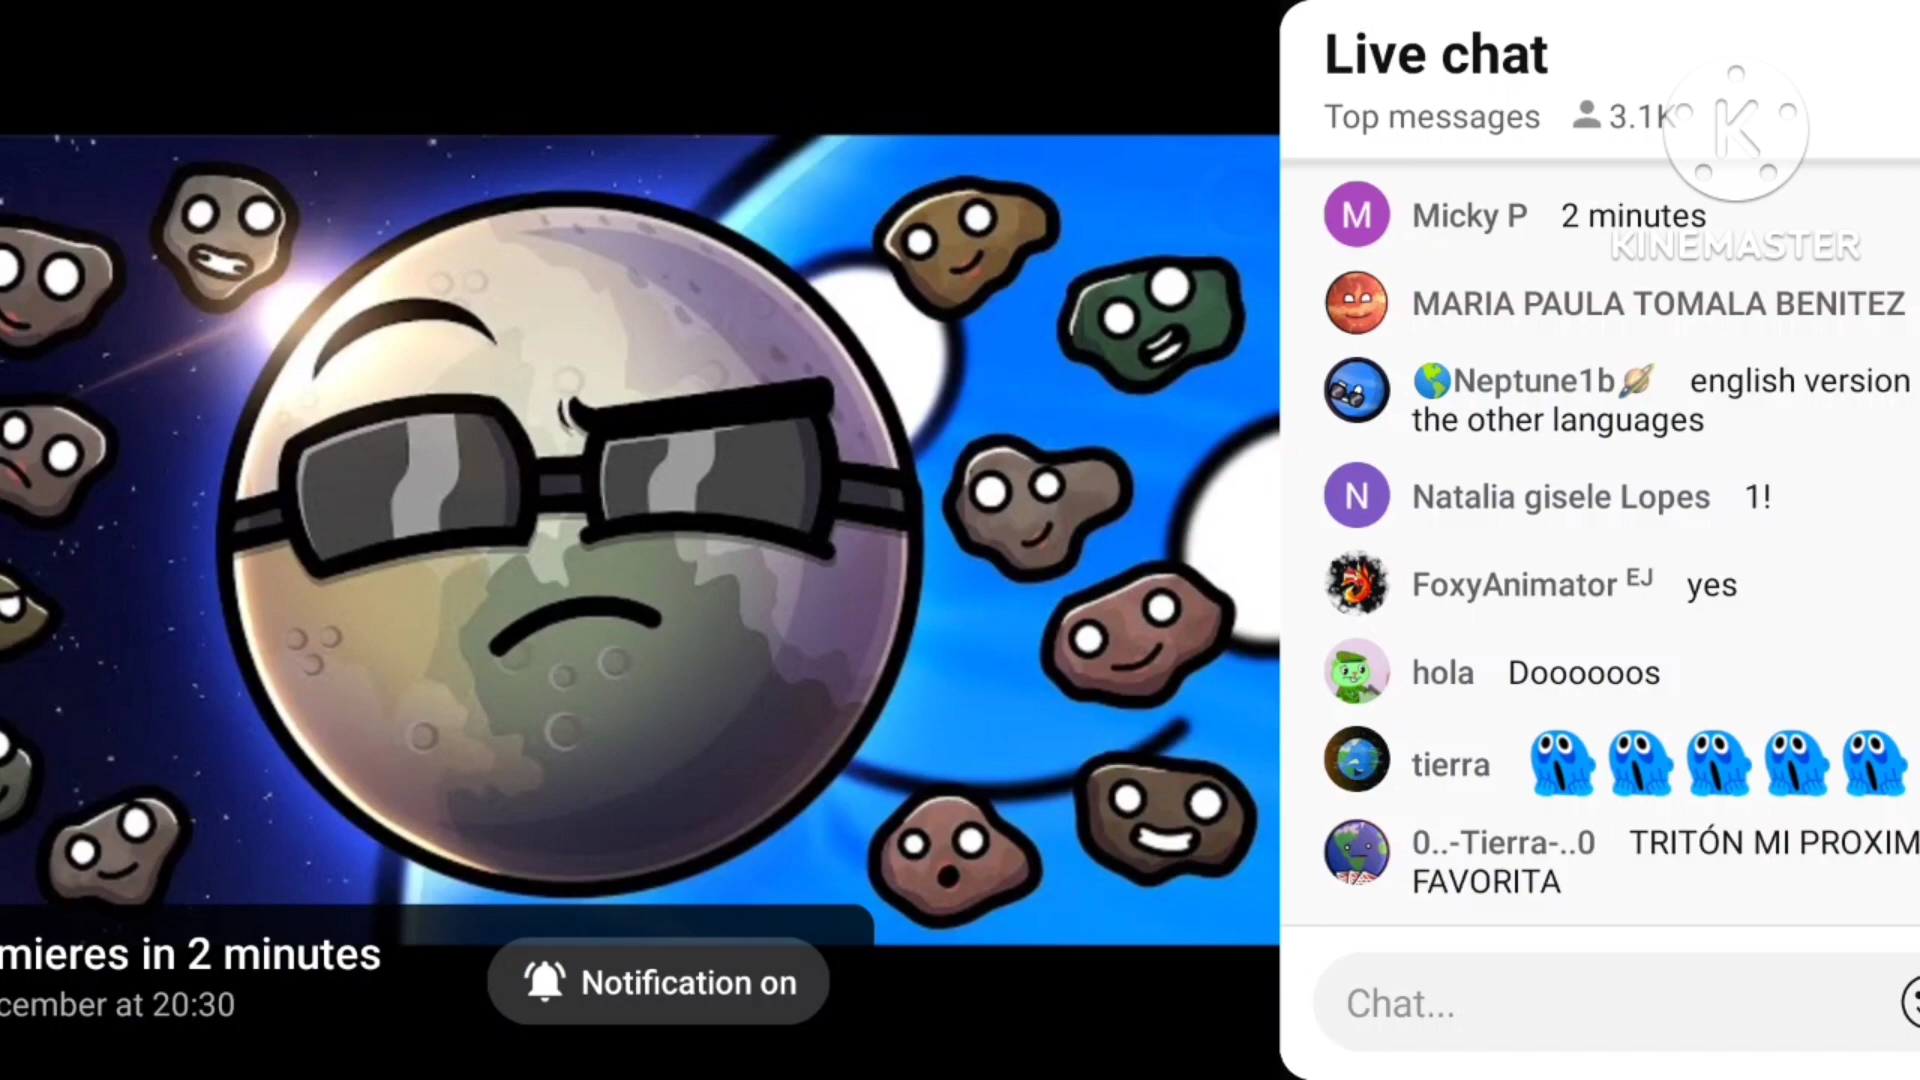 Live chat
Top messages 3.1K
K
KINEMASTER
M Micky P 2 minutes
MARIA PAULA TOMALA BENITEZ
Neptune1b english version
the other languages
N Natalia gisele Lopes 1!
FoxyAnimator EJ yes
hola Doooooos
tierra
0..-Tierra-..0 TRITÓN MI PROXIM
FAVORITA
mieres in 2 minutes
cember at 20:30
Notification on
Chat...